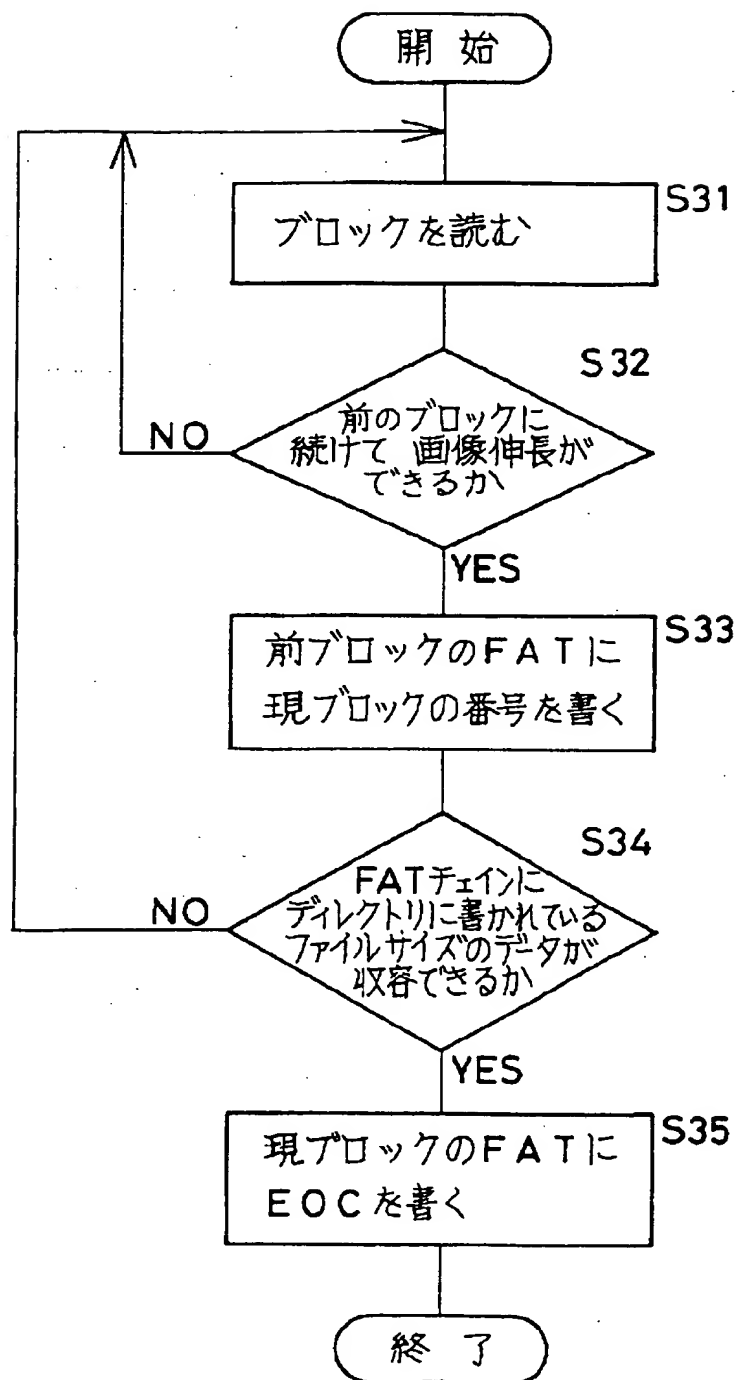 開始
S31
ブロックを読む
S32
前のブロックに
続けて 画像伸長が
できるか
NO
YES
S33
前ブロックのFATに
現ブロックの番号を書く
S34
FATチェインに
ディレクトリに書かれている
ファイルサイズのデータが
収容できるか
NO
YES
S35
現ブロックのFATに
EOCを書く
終了